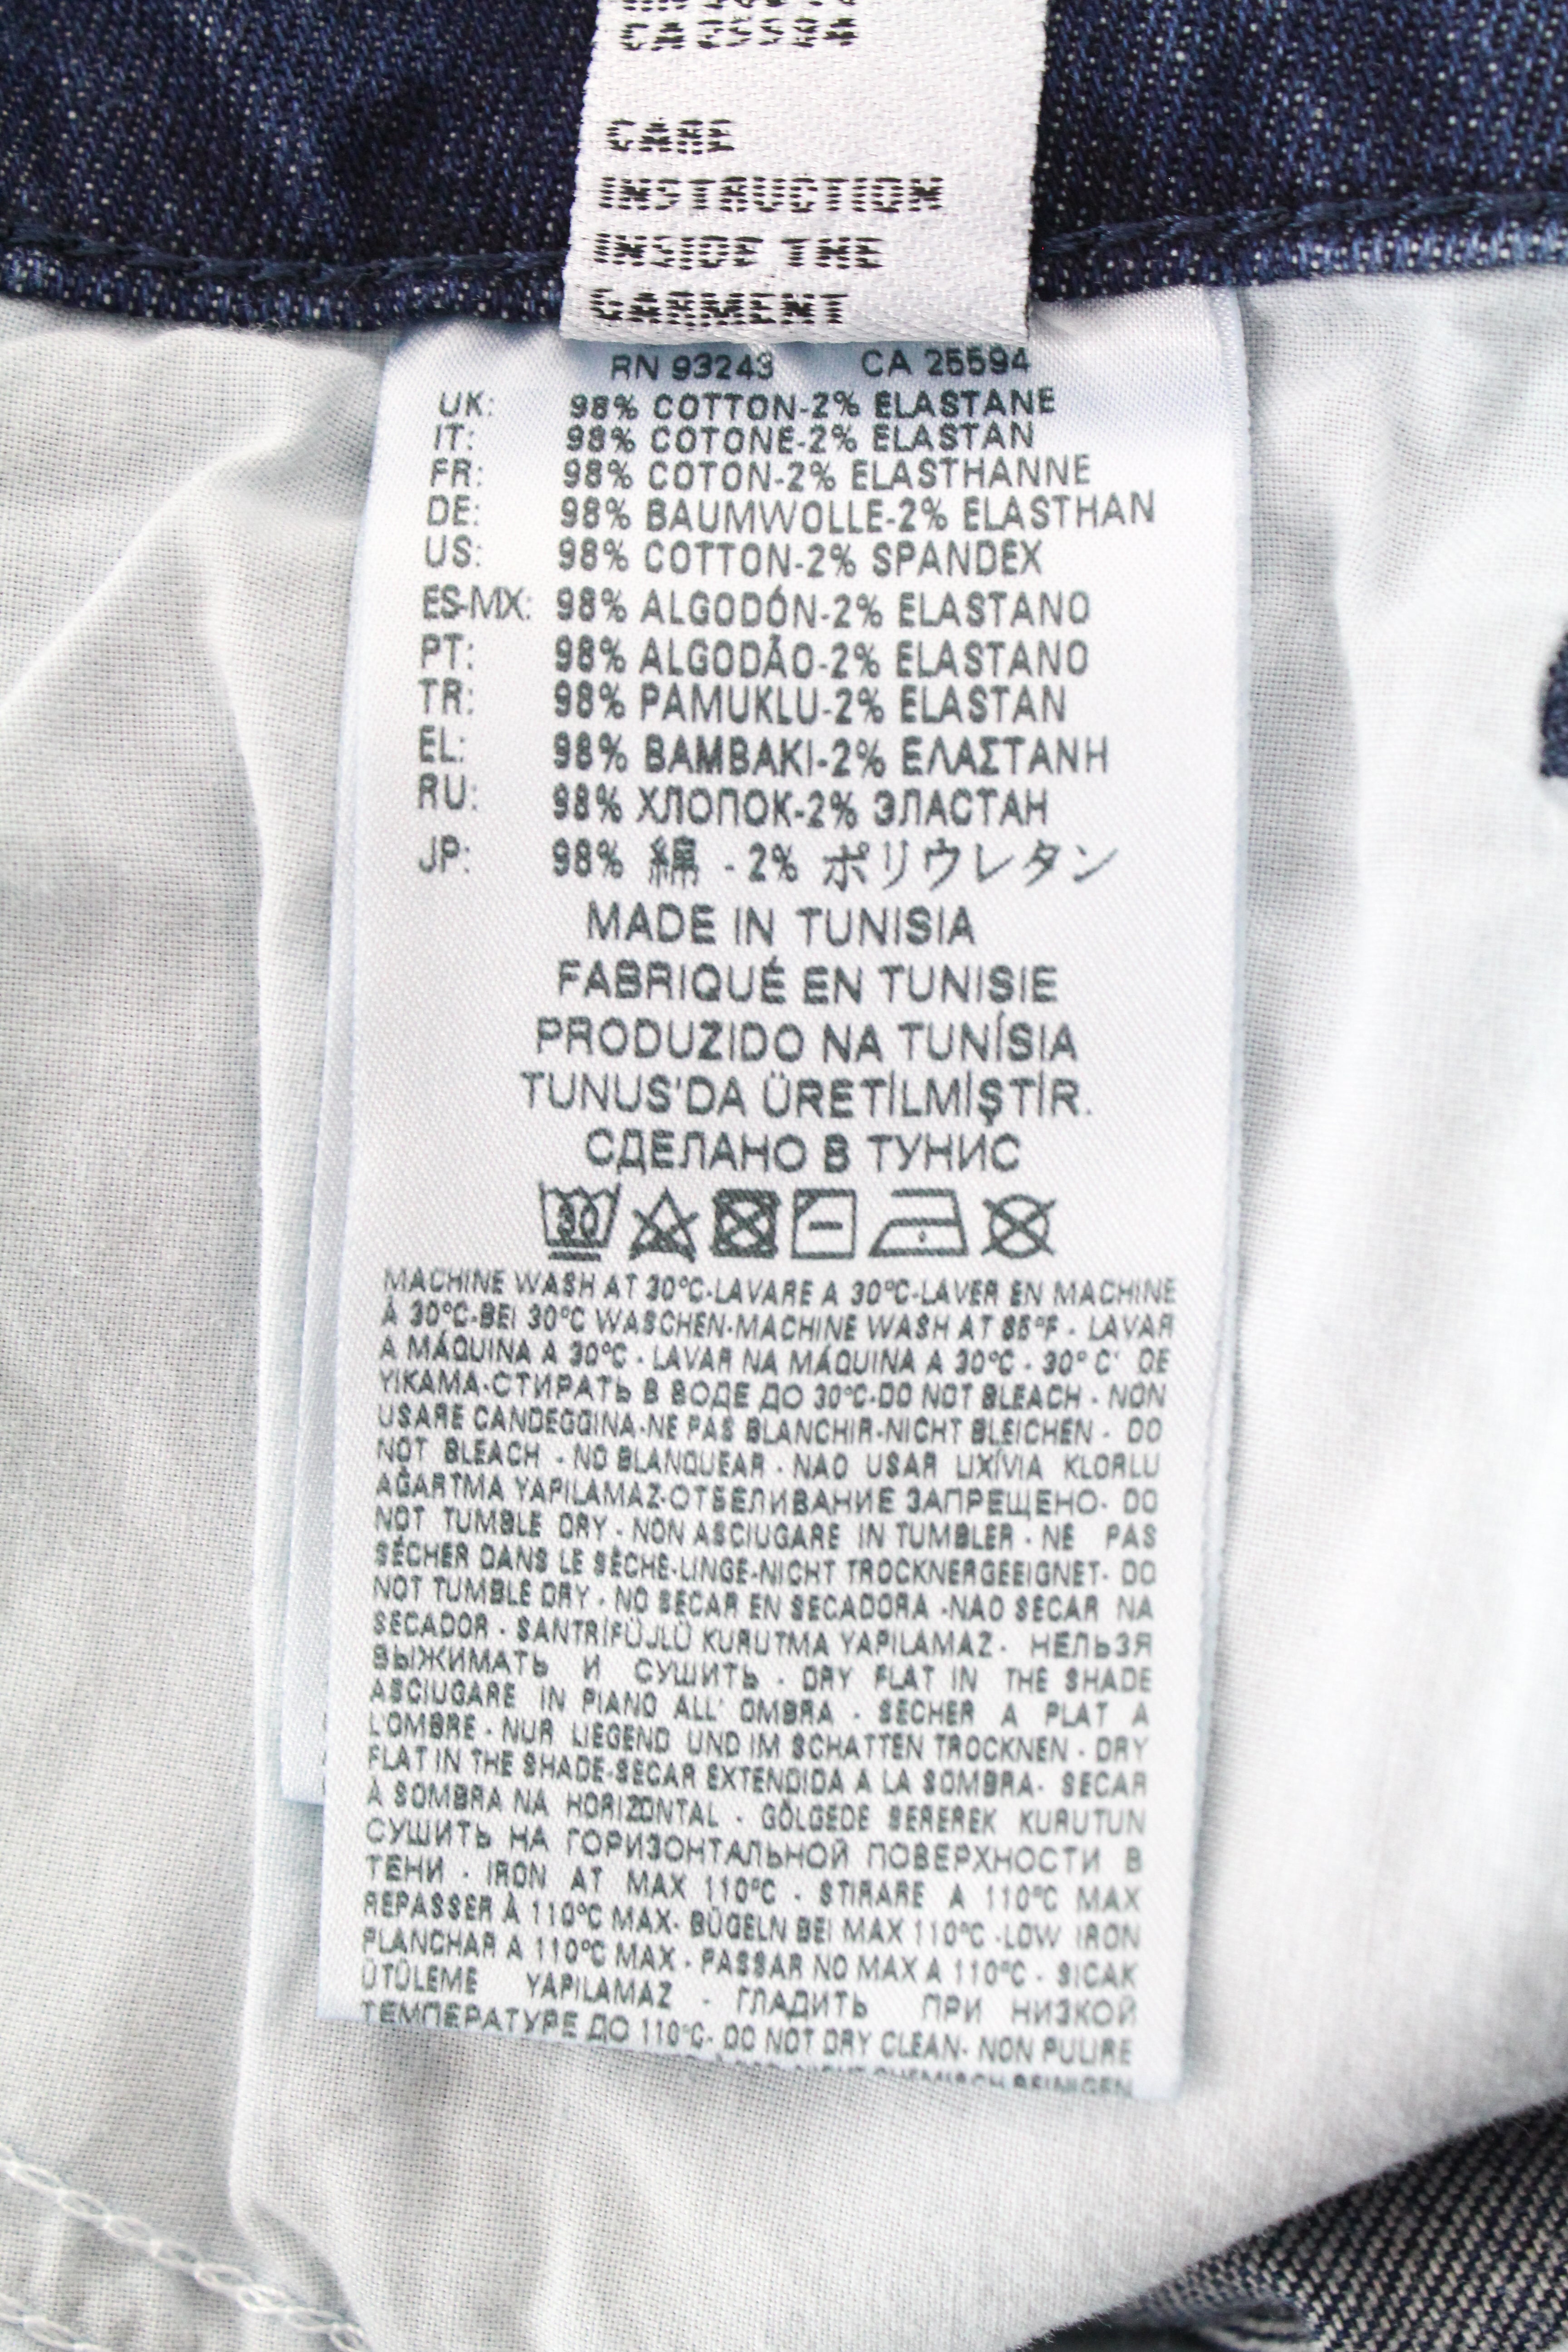 CARE
INSTRUCTION
INSIDE THE
GARMENT
RN 93243 CA 25594
UK: 98% COTTON-2% ELASTANE
IT: 98% COTONE-2% ELASTAN
FR: 98% COTON-2% ELASTHANNE
DE: 98% BAUMWOLLE-2% ELASTHAN
US: 98% COTTON-2% SPANDEX
ES-MX: 98% ALGODÓN-2% ELASTANO
PT: 98% ALGODÃO-2% ELASTANO
TR: 98% PAMUKLU-2% ELASTAN
EL: 98% ΒΑΜΒΑΚΙ-2% ΕΛΑΣΤΑΝΗ
RU: 98% ХЛОПОК-2% ЭЛАСТАН
JP: 98% 綿 - 2% ポリウレタン
MADE IN TUNISIA
FABRIQUÉ EN TUNISIE
PRODUZIDO NA TUNÍSIA
TUNUS'DA ÜRETİLMİŞTİR.
СДЕЛАНО В ТУНИС
30
MACHINE WASH AT 30°C-LAVARE A 30°C-LAVER EN MACHINE
À 30°C-BEI 30°C WASCHEN-MACHINE WASH AT 85°F - LAVAR
A MÁQUINA A 30°C - LAVAR NA MÁQUINA A 30°C - 30° C' DE
YIKAMA-СТИРАТЬ В ВОДЕ ДО 30°C-DO NOT BLEACH - NON
USARE CANDEGGINA-NE PAS BLANCHIR-NICHT BLEICHEN - DO
NOT BLEACH - NO BLANQUEAR - NAO USAR LIXÍVIA KLORLU
AĞARTMA YAPILAMAZ-ОТБЕЛИВАНИЕ ЗАПРЕЩЕНО- DO
NOT TUMBLE DRY - NON ASCIUGARE IN TUMBLER - NE PAS
SÉCHER DANS LE SÈCHE-LINGE-NICHT TROCKNERGEEIGNET- DO
NOT TUMBLE DRY - NO SECAR EN SECADORA -NAO SECAR NA
SECADOR - SANTRİFÜJLÜ KURUTMA YAPILAMAZ - НЕЛЬЗЯ
ВЫЖИМАТЬ И СУШИТЬ - DRY FLAT IN THE SHADE
ASCIUGARE IN PIANO ALL' OMBRA - SECHER A PLAT A
L'OMBRE - NUR LIEGEND UND IM SCHATTEN TROCKNEN - DRY
FLAT IN THE SHADE-SECAR EXTENDIDA A LA SOMBRA- SECAR
À SOMBRA NA HORIZONTAL - GÖLGEDE SEREREK KURUTUN
СУШИТЬ НА ГОРИЗОНТАЛЬНОЙ ПОВЕРХНОСТИ В
ТЕНИ - IRON AT MAX 110°C - STIRARE A 110°C MAX
REPASSER À 110°C MAX- BÜGELN BEI MAX 110°C -LOW IRON
PLANCHAR A 110°C MAX - PASSAR NO MAX A 110°C - SICAK
ÜTÜLEME YAPILAMAZ - ГЛАДИТЬ ПРИ НИЗКОЙ
ТЕМПЕРАТУРЕ ДО 110°C- DO NOT DRY CLEAN- NON PULIRE
NICHT CHEMISCH REINIGEN